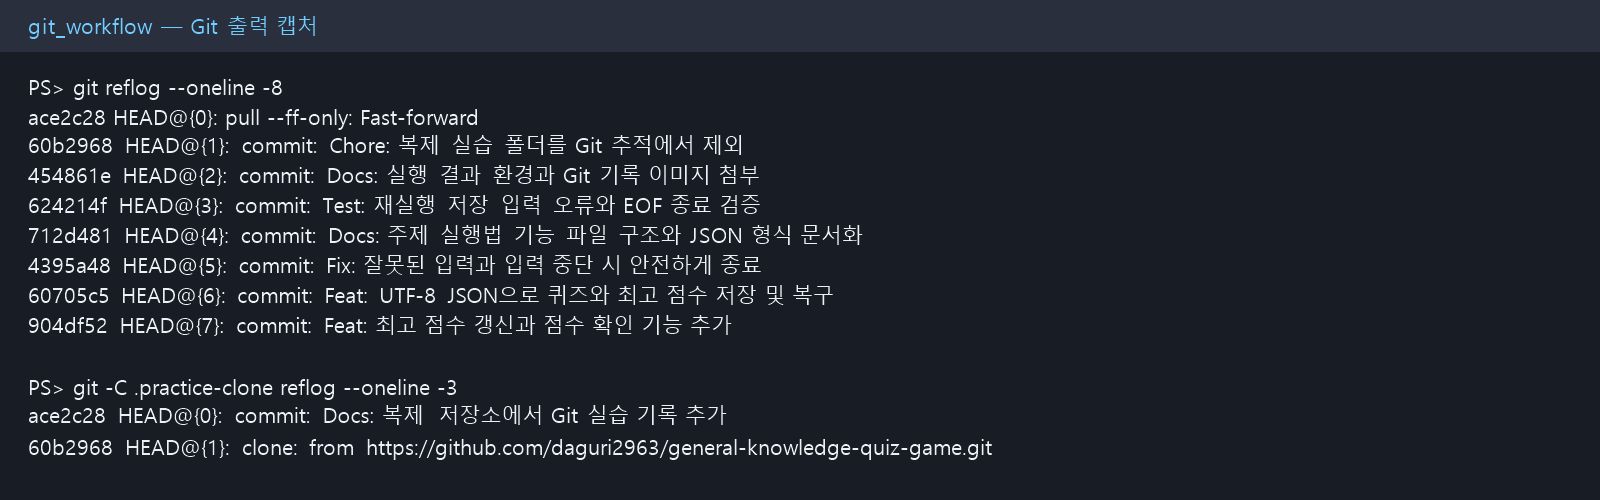 git_workflow — Git 출력 캡처
PS> git reflog --oneline -8
ace2c28 HEAD@{0}: pull --ff-only: Fast-forward
60b2968 HEAD@{1}: commit: Chore: 복제 실습 폴더를 Git 추적에서 제외
454861e HEAD@{2}: commit: Docs: 실행 결과 환경과 Git 기록 이미지 첨부
624214f HEAD@{3}: commit: Test: 재실행 저장 입력 오류와 EOF 종료 검증
712d481 HEAD@{4}: commit: Docs: 주제 실행법 기능 파일 구조와 JSON 형식 문서화
4395a48 HEAD@{5}: commit: Fix: 잘못된 입력과 입력 중단 시 안전하게 종료
60705c5 HEAD@{6}: commit: Feat: UTF-8 JSON으로 퀴즈와 최고 점수 저장 및 복구
904df52 HEAD@{7}: commit: Feat: 최고 점수 갱신과 점수 확인 기능 추가
PS> git -C .practice-clone reflog --oneline -3
ace2c28 HEAD@{0}: commit: Docs: 복제 저장소에서 Git 실습 기록 추가
60b2968 HEAD@{1}: clone: from https://github.com/daguri2963/general-knowledge-quiz-game.git